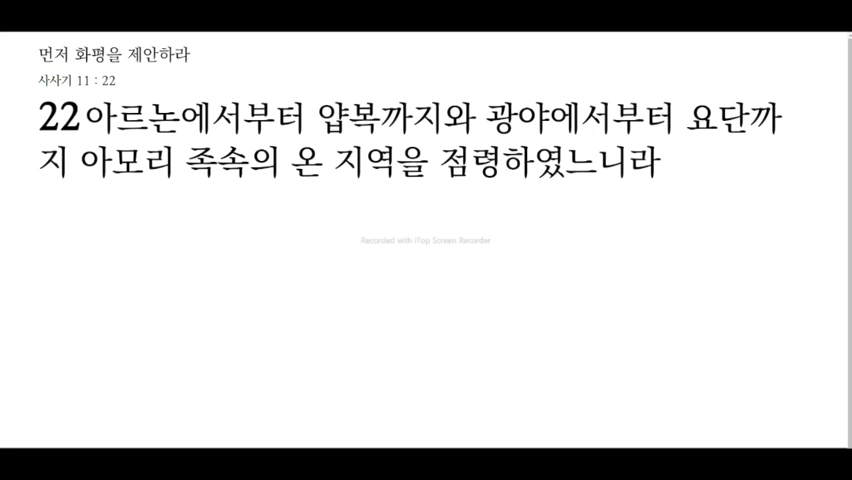 먼저 화평을 제안하라
사사기 11 : 22
22 아르논에서부터 얍복까지와 광야에서부터 요단까
지 아모리 족속의 온 지역을 점령하였느니라
Recorded with iTop Screen Recorder